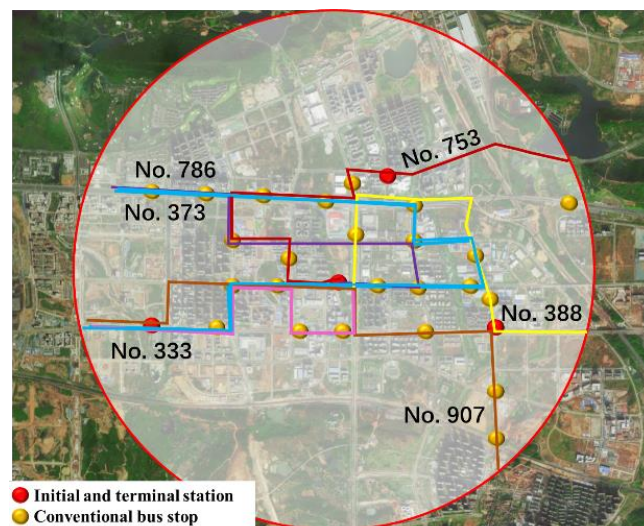 No. 753
No. 786
No. 373
No. 388
No. 333
No. 907
Initial and terminal station
Conventional bus stop